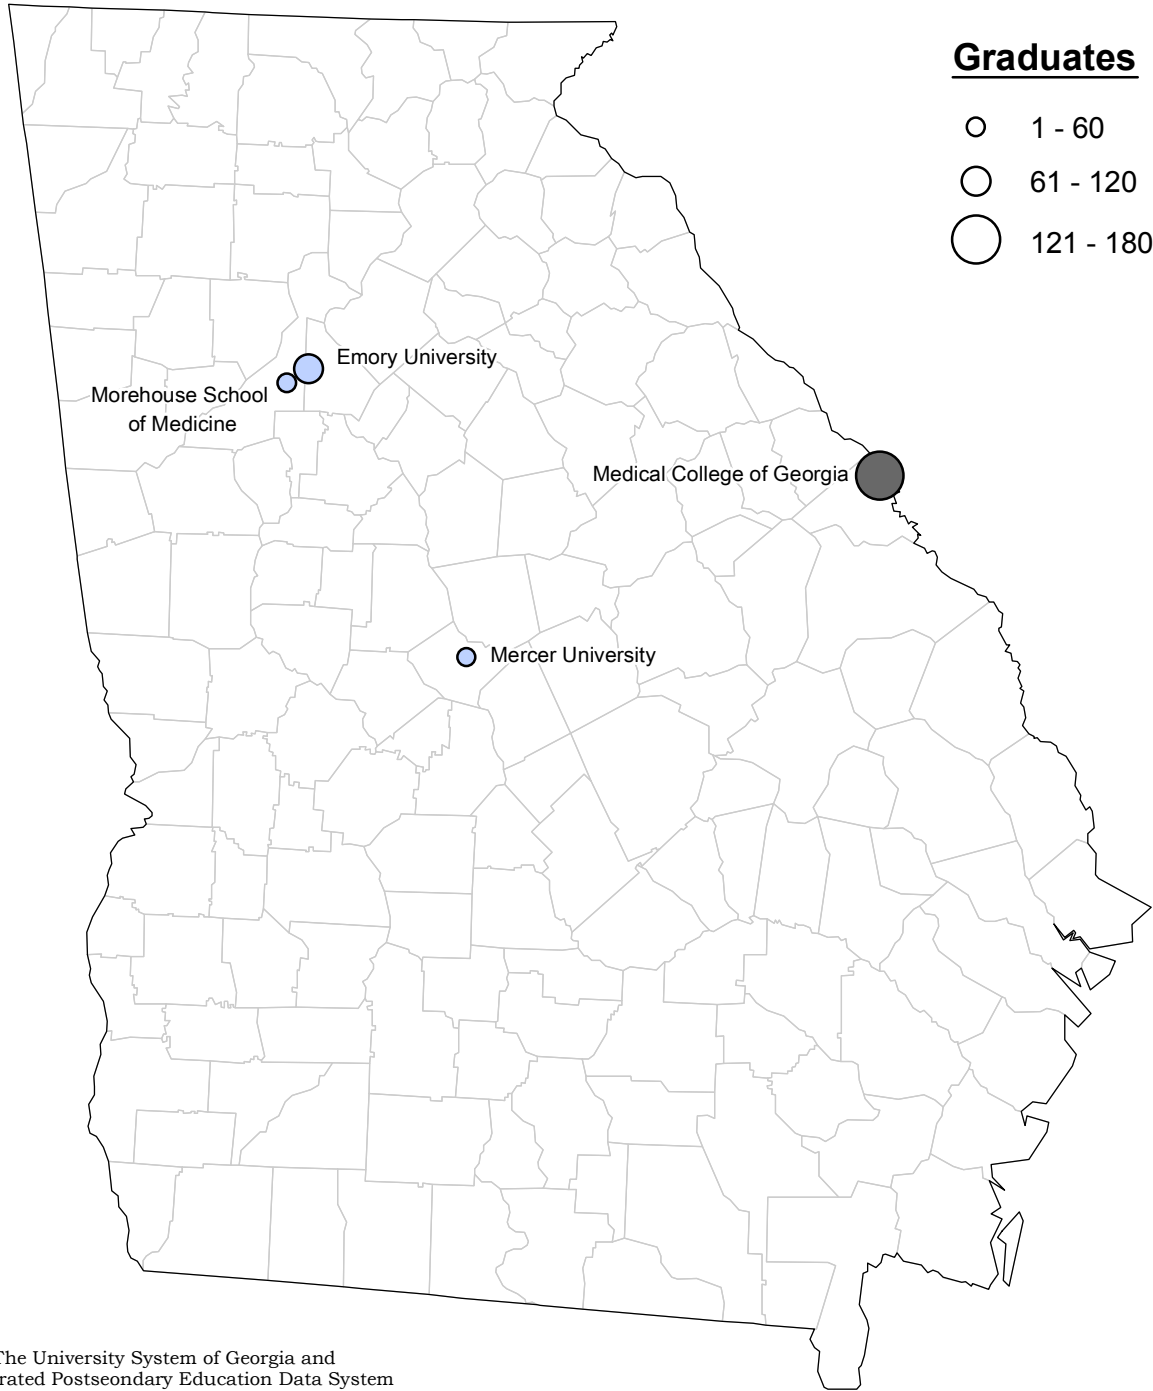 Graduates
1 - 60
61 - 120
121 - 180
Emory University
Morehouse School
of Medicine
Medical College of Georgia
Mercer University
The University System of Georgia and
rated Postseondary Education Data System